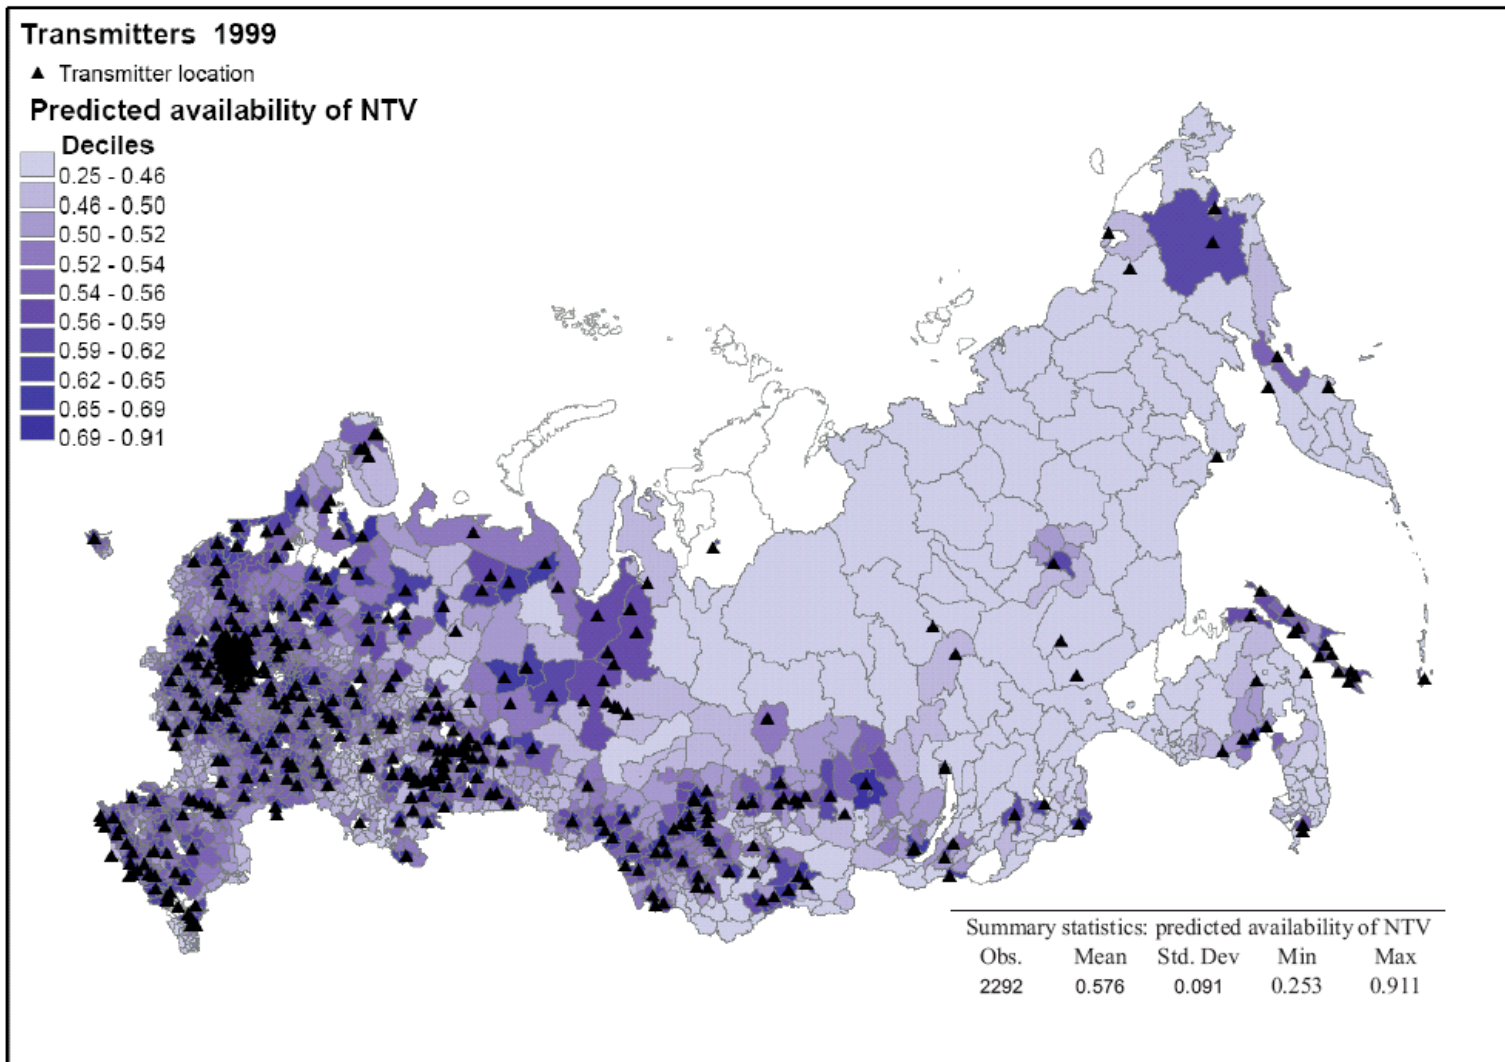 Transmitters 1999
Transmitter location
Predicted availability of NTV
Deciles
0.25 - 0.46
0.46 - 0.50
0.50 - 0.52
0.52 - 0.54
0.54 - 0.56
0.56 - 0.59
0.59 - 0.62
0.62 - 0.65
0.65 - 0.69
0.69 - 0.91
Summary statistics: predicted availability of NTV
Obs. Mean Std. Dev Min Max
2292 0.576 0.091 0.253 0.911